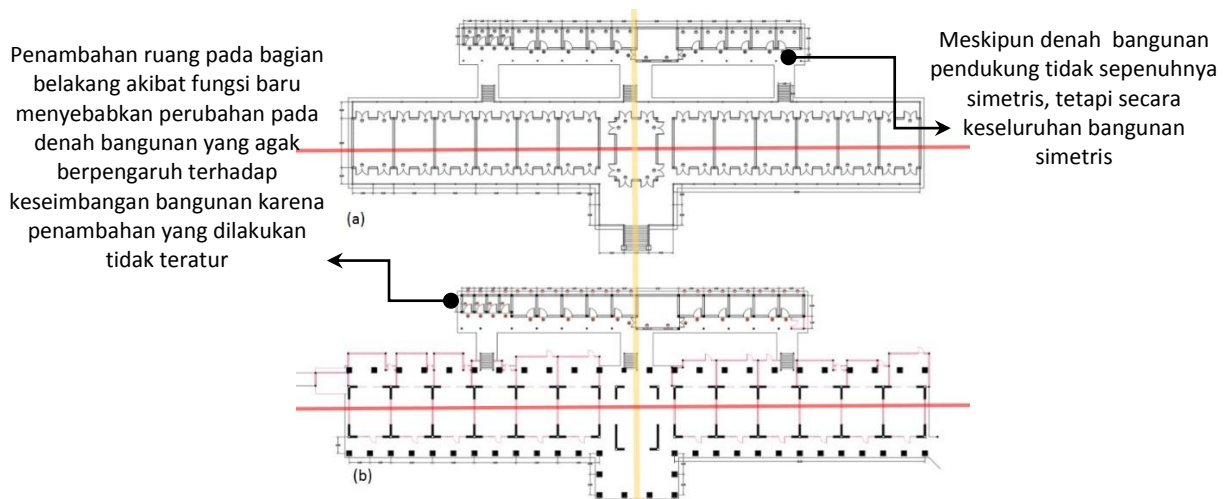 Penambahan ruang pada bagian
belakang akibat fungsi baru
menyebabkan perubahan pada
denah bangunan yang agak
berpengaruh terhadap
keseimbangan bangunan karena
penambahan yang dilakukan
tidak teratur
Meskipun denah bangunan
pendukung tidak sepenuhnya
simetris, tetapi secara
keseluruhan bangunan
simetris
(a)
(b)